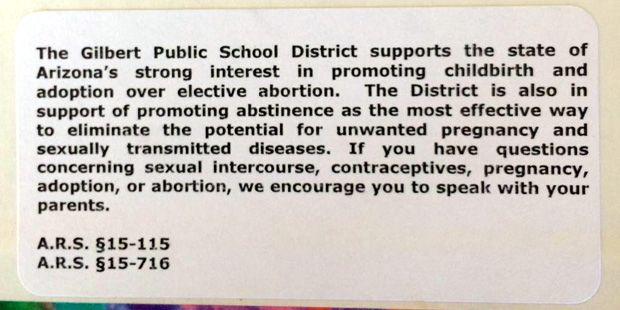 The Gilbert Public School District supports the state of
Arizona's strong interest in promoting childbirth and
adoption over elective abortion. The District is also in
support of promoting abstinence as the most effective way
to eliminate the potential for unwanted pregnancy and
sexually transmitted diseases. If you have questions
concerning sexual intercourse, contraceptives, pregnancy,
adoption, or abortion, we encourage you to speak with your
parents.
A.R.S. §15-115
A.R.S. §15-716